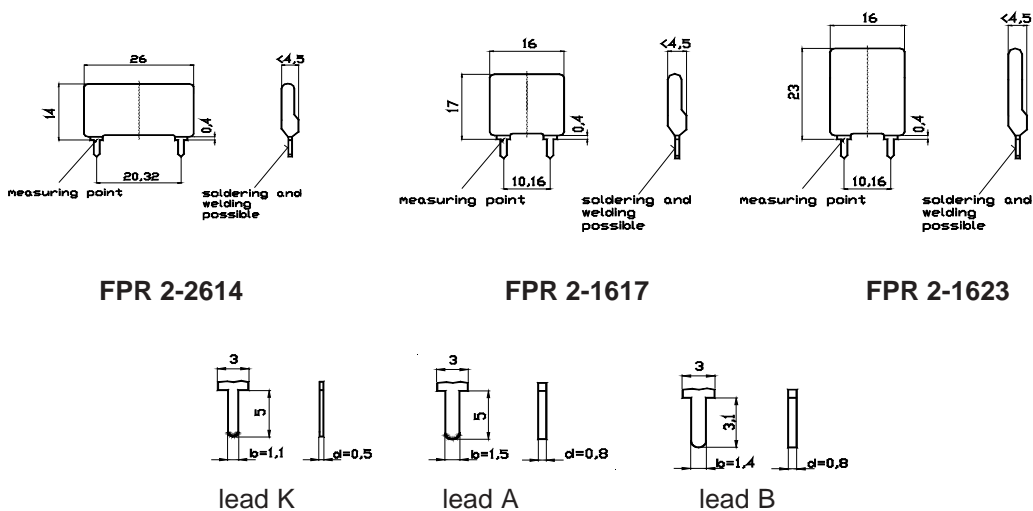 26
<4,5
14
0,4
20,32
measuring point
soldering and
welding
possible
FPR 2-2614
16
<4,5
17
0,4
10,16
measuring point
soldering and
welding
possible
FPR 2-1617
16
<4,5
23
0,4
10,16
measuring point
soldering and
welding
possible
FPR 2-1623
3
5
b=1,1
d=0,5
lead K
3
5
b=1,5
d=0,8
lead A
3
3,1
b=1,4
d=0,8
lead B